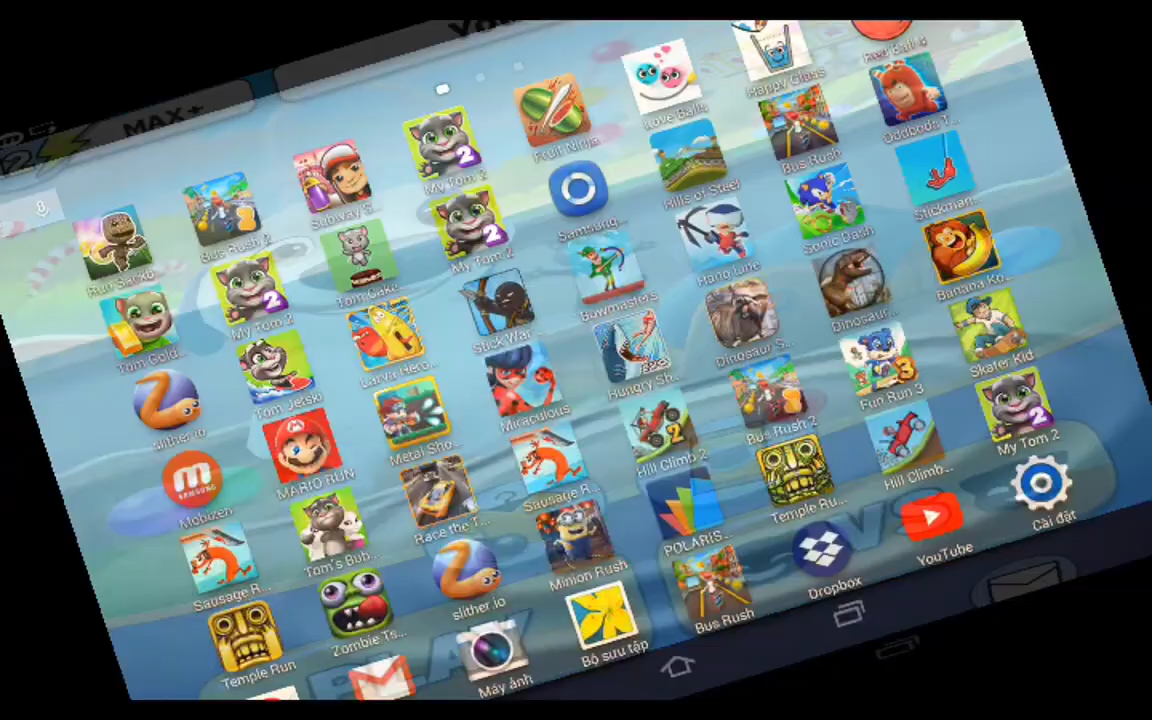 MAX+
Happy Glass
Red Ball 4
Love Balls
Fruit Ninja
My Tom 2
Subway S...
Bus Rush 2
Run Sackb...
Oddbods T...
Bus Rush
Hills of Steel
Samsung...
My Tom 2
Tom Cake
My Tom 2
Tom Gold...
Stickman...
Sonic Dash
Hang Line
Bowmasters
Stick War
Larva Hero...
Tom Jetski
slither.io
Banana Ko...
Dinosaur...
Dinosaur S...
Hungry Sh...
Miraculous
Metal Sho...
MARIO RUN
Mobizen
Skater Kid
Fun Run 3
Bus Rush 2
Hill Climb 2
Sausage R...
Race the T...
Tom's Bub...
Sausage R...
My Tom 2
Hill Climb...
Temple Ru...
POLARIS...
Minion Rush
slither.io
Zombie Ts...
Temple Run
Cài đặt
YouTube
Dropbox
Bus Rush
Bộ sưu tập
Máy ảnh
PLAY